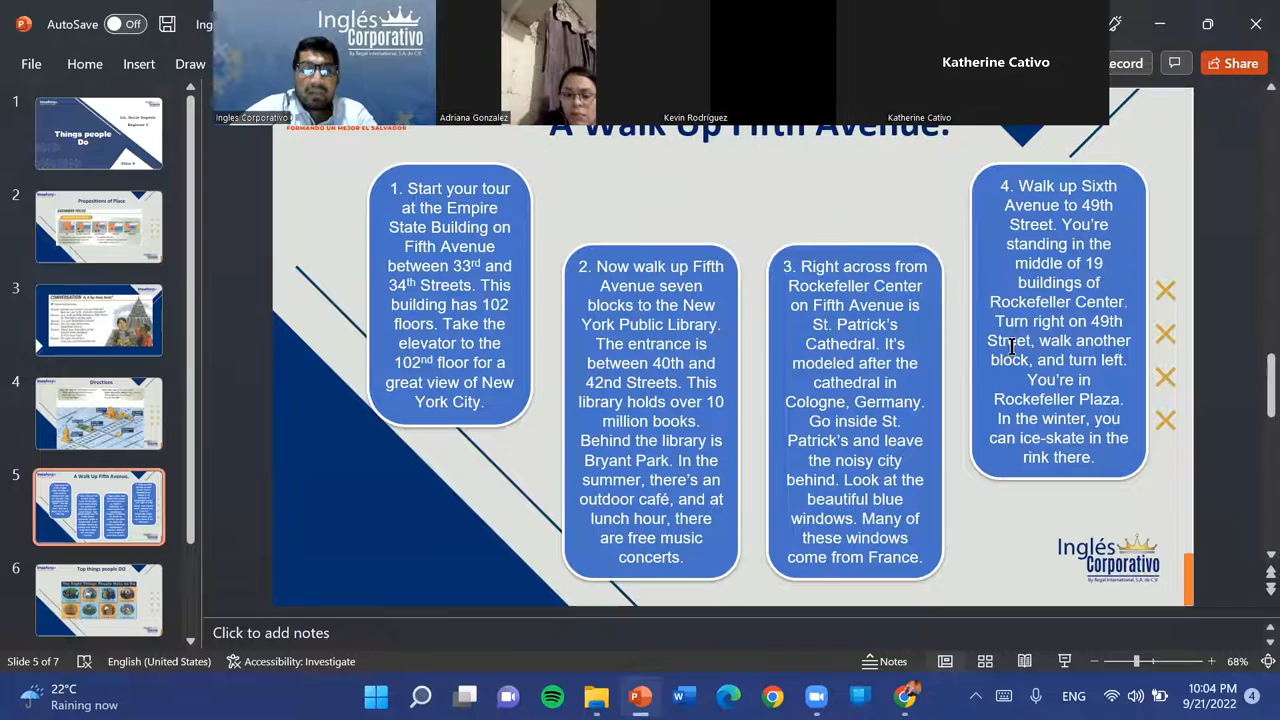 AutoSave
Off
Ing
Inglés
Corporativo
By Regal International, S.A. de C.V.
Katherine Cativo
File
Home
Insert
Draw
ecord
Share
Ingles Corporativo
Adriana Gonzalez
Kevin Rodríguez
Katherine Cativo
FORMANDO UN MEJOR EL SALVADOR
A Walk Up Fifth Avenue.
1. Start your tour
at the Empire
State Building on
Fifth Avenue
between 33rd and
34th Streets. This
building has 102
floors. Take the
elevator to the
102nd floor for a
great view of New
York City.
2. Now walk up Fifth
Avenue seven
blocks to the New
York Public Library.
The entrance is
between 40th and
42nd Streets. This
library holds over 10
million books.
Behind the library is
Bryant Park. In the
summer, there's an
outdoor café, and at
lunch hour, there
are free music
concerts.
3. Right across from
Rockefeller Center
on Fifth Avenue is
St. Patrick's
Cathedral. It's
modeled after the
cathedral in
Cologne, Germany.
Go inside St.
Patrick's and leave
the noisy city
behind. Look at the
beautiful blue
windows. Many of
these windows
come from France.
4. Walk up Sixth
Avenue to 49th
Street. You're
standing in the
middle of 19
buildings of
Rockefeller Center.
Turn right on 49th
Street, walk another
block, and turn left.
You're in
Rockefeller Plaza.
In the winter, you
can ice-skate in the
rink there.
Inglés
Corporativo
By Regal International, S.A. de C.V.
1
Things people
Do
Class 4
2
Prepositions of Place
3
CONVERSATION
4
Directions
5
A Walk Up Fifth Avenue.
6
Top things people DO
Click to add notes
Slide 5 of 7
English (United States)
Accessibility: Investigate
Notes
68%
22°C
Raining now
ENG
10:04 PM
9/21/2022
4